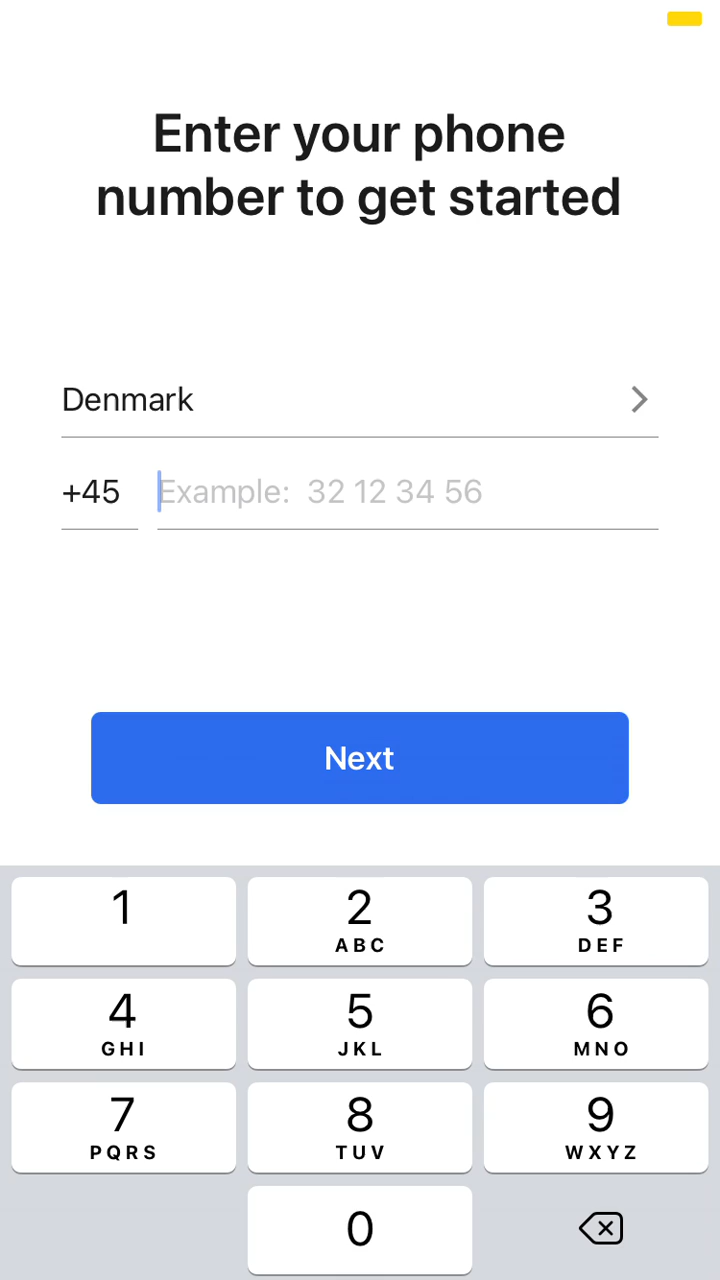 Enter your phone
number to get started
Denmark
+45 Example: 32 12 34 56
Next
1 2 3
ABC DEF
4 5 6
GHI JKL MNO
7 8 9
PQRS TUV WXYZ
0